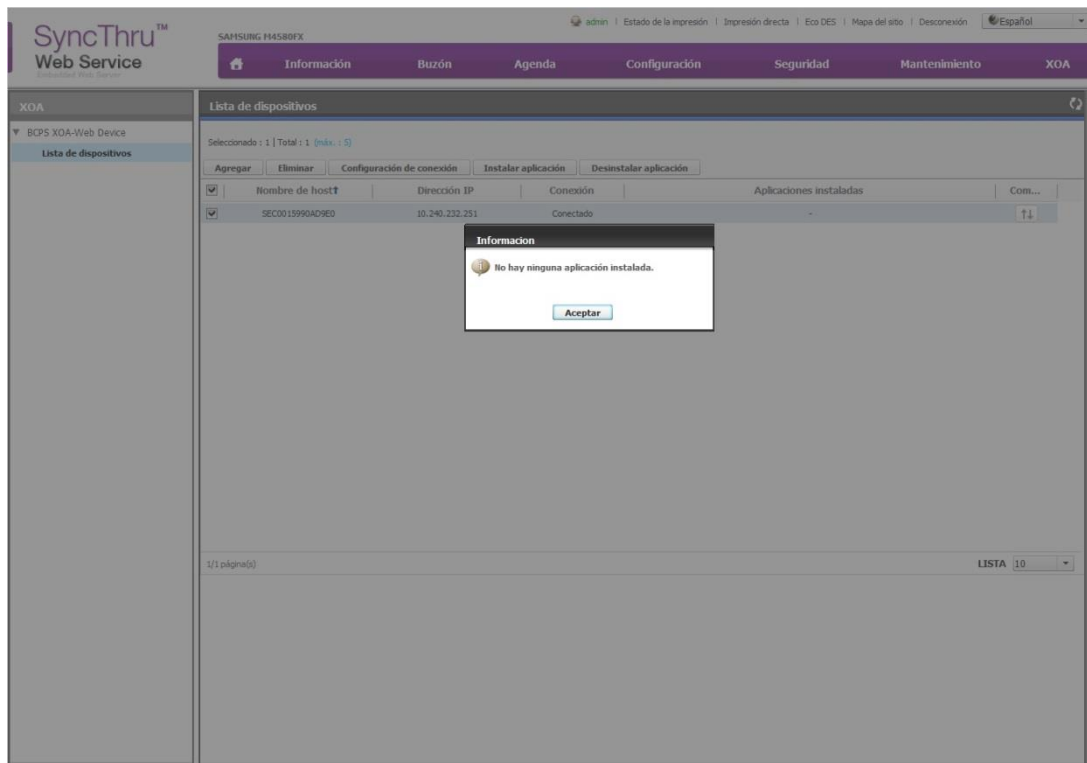 SyncThru™
Web Service
Embedded Web Server
SAMSUNG M4580FX
admin | Estado de la impresión | Impresión directa | Eco DES | Mapa del sitio | Desconexión
Español
Información Buzón Agenda Configuración Seguridad Mantenimiento XOA
XOA
BCPS XOA-Web Device
Lista de dispositivos
Lista de dispositivos
Seleccionado : 1 | Total : 1 (máx. : 5)
Agregar Eliminar Configuración de conexión Instalar aplicación Desinstalar aplicación
Nombre de host↑ Dirección IP Conexión Aplicaciones instaladas Com...
SEC0015990AD9E0 10.240.232.251 Conectado -
Informacion
No hay ninguna aplicación instalada.
Aceptar
1/1 página(s)
LISTA 10